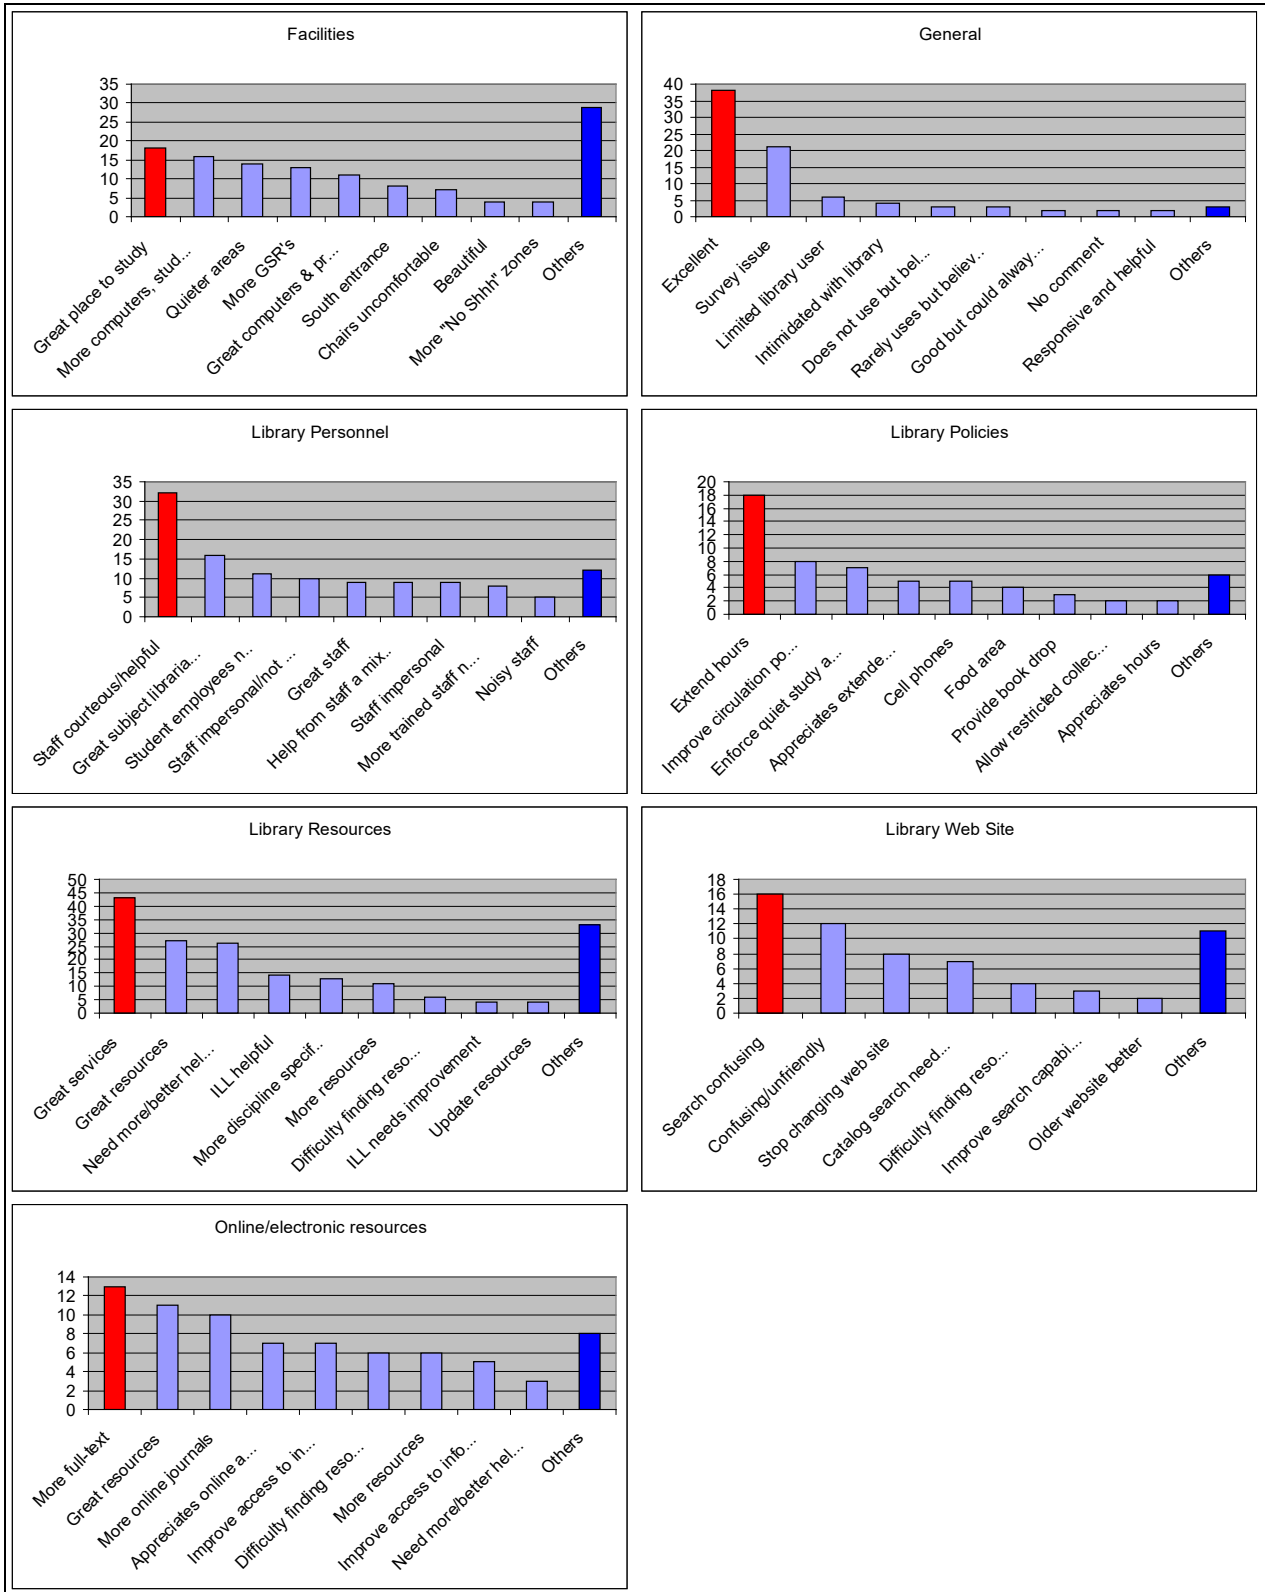 Facilities
35
30
25
20
15
10
5
0
Great place to study
More computers, stud...
Quieter areas
More GSR's
Great computers & pr...
South entrance
Chairs uncomfortable
Beautiful
More "No Shhh" zones
Others
General
40
35
30
25
20
15
10
5
0
Excellent
Survey issue
Limited library user
Intimidated with library
Does not use but bel...
Rarely uses but believ..
Good but could alway...
No comment
Responsive and helpful
Others
Library Personnel
35
30
25
20
15
10
5
0
Staff courteous/helpful
Great subject libraria...
Student employees n..
Staff impersonal/not ...
Great staff
Help from staff a mix..
Staff impersonal
More trained staff n...
Noisy staff
Others
Library Policies
20
18
16
14
12
10
8
6
4
2
0
Extend hours
Improve circulation po...
Enforce quiet study a...
Appreciates extende...
Cell phones
Food area
Provide book drop
Allow restricted collec...
Appreciates hours
Others
Library Resources
50
45
40
35
30
25
20
15
10
5
0
Great services
Great resources
Need more/better hel...
ILL helpful
More discipline specif..
More resources
Difficulty finding reso...
ILL needs improvement
Update resources
Others
Library Web Site
18
16
14
12
10
8
6
4
2
0
Search confusing
Confusing/unfriendly
Stop changing web site
Catalog search need...
Difficulty finding reso...
Improve search capabi...
Older website better
Others
Online/electronic resources
14
12
10
8
6
4
2
0
More full-text
Great resources
More online journals
Appreciates online a...
Improve access to in...
Difficulty finding reso...
More resources
Improve access to info...
Need more/better hel...
Others